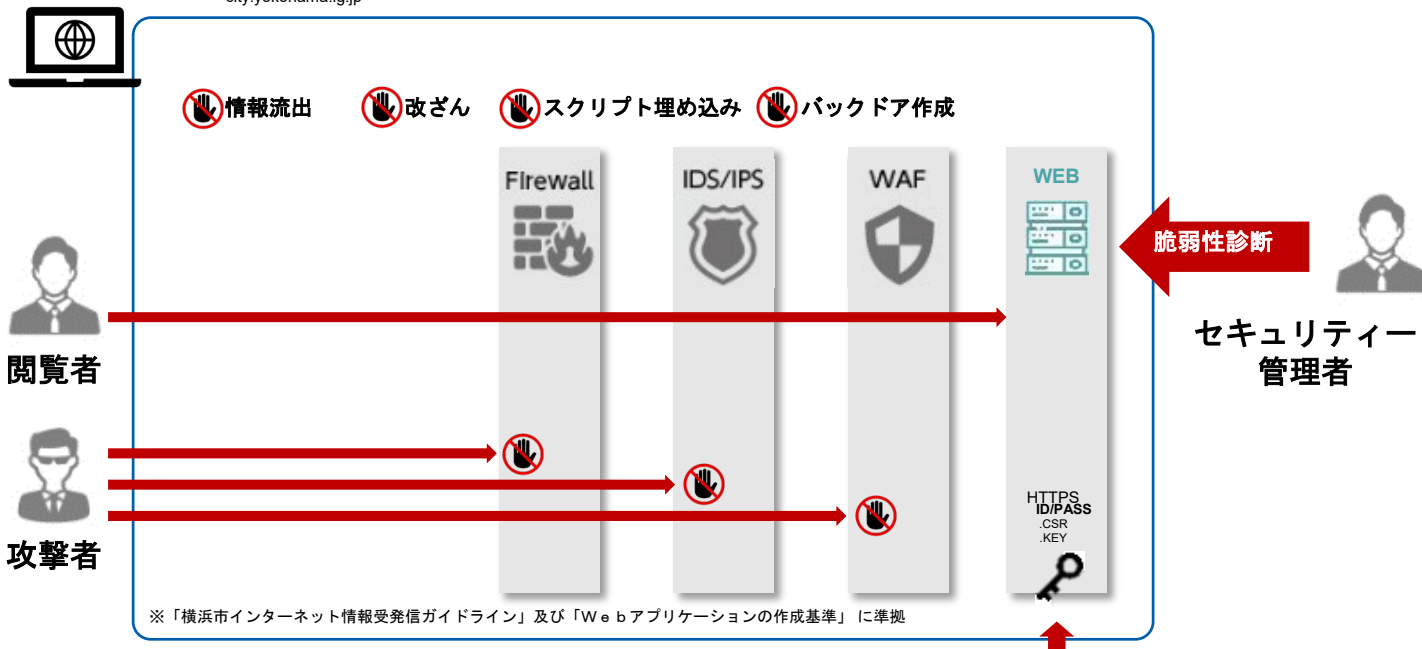 city.yokohama.lg.jp
情報流出 改ざん スクリプト埋め込み バックドア作成
Firewall
IDS/IPS
WAF
WEB
脆弱性診断
閲覧者
セキュリティー
管理者
攻撃者
HTTPS
ID/PASS
.CSR
.KEY
※「横浜市インターネット情報受発信ガイドライン」及び「Ｗｅｂアプリケーションの作成基準」 に準拠